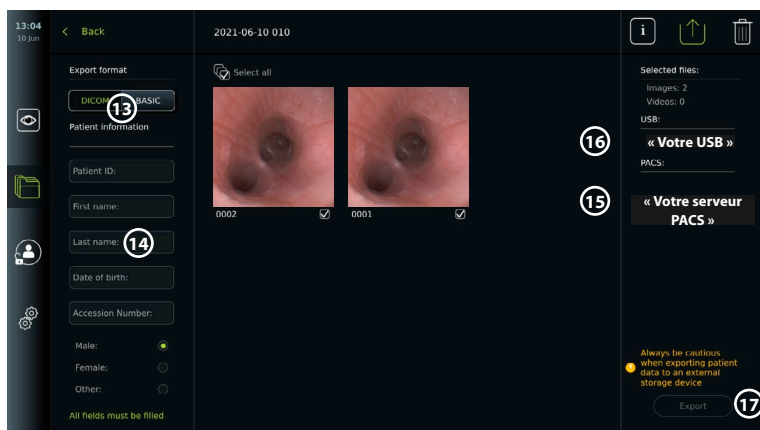 13:04
10 Jun
Back
2021-06-10 010
i
Export format
DICOM
BASIC
13
Patient information
Patient ID:
First name:
Last name:
14
Date of birth:
Accession Number:
Male:
Female:
Other:
All fields must be filled
Select all
0002
0001
Selected files:
Images: 2
Videos: 0
USB:
16
« Votre USB »
PACS:
15
« Votre serveur
PACS »
Always be cautious
when exporting patient
data to an external
storage device
Export
17